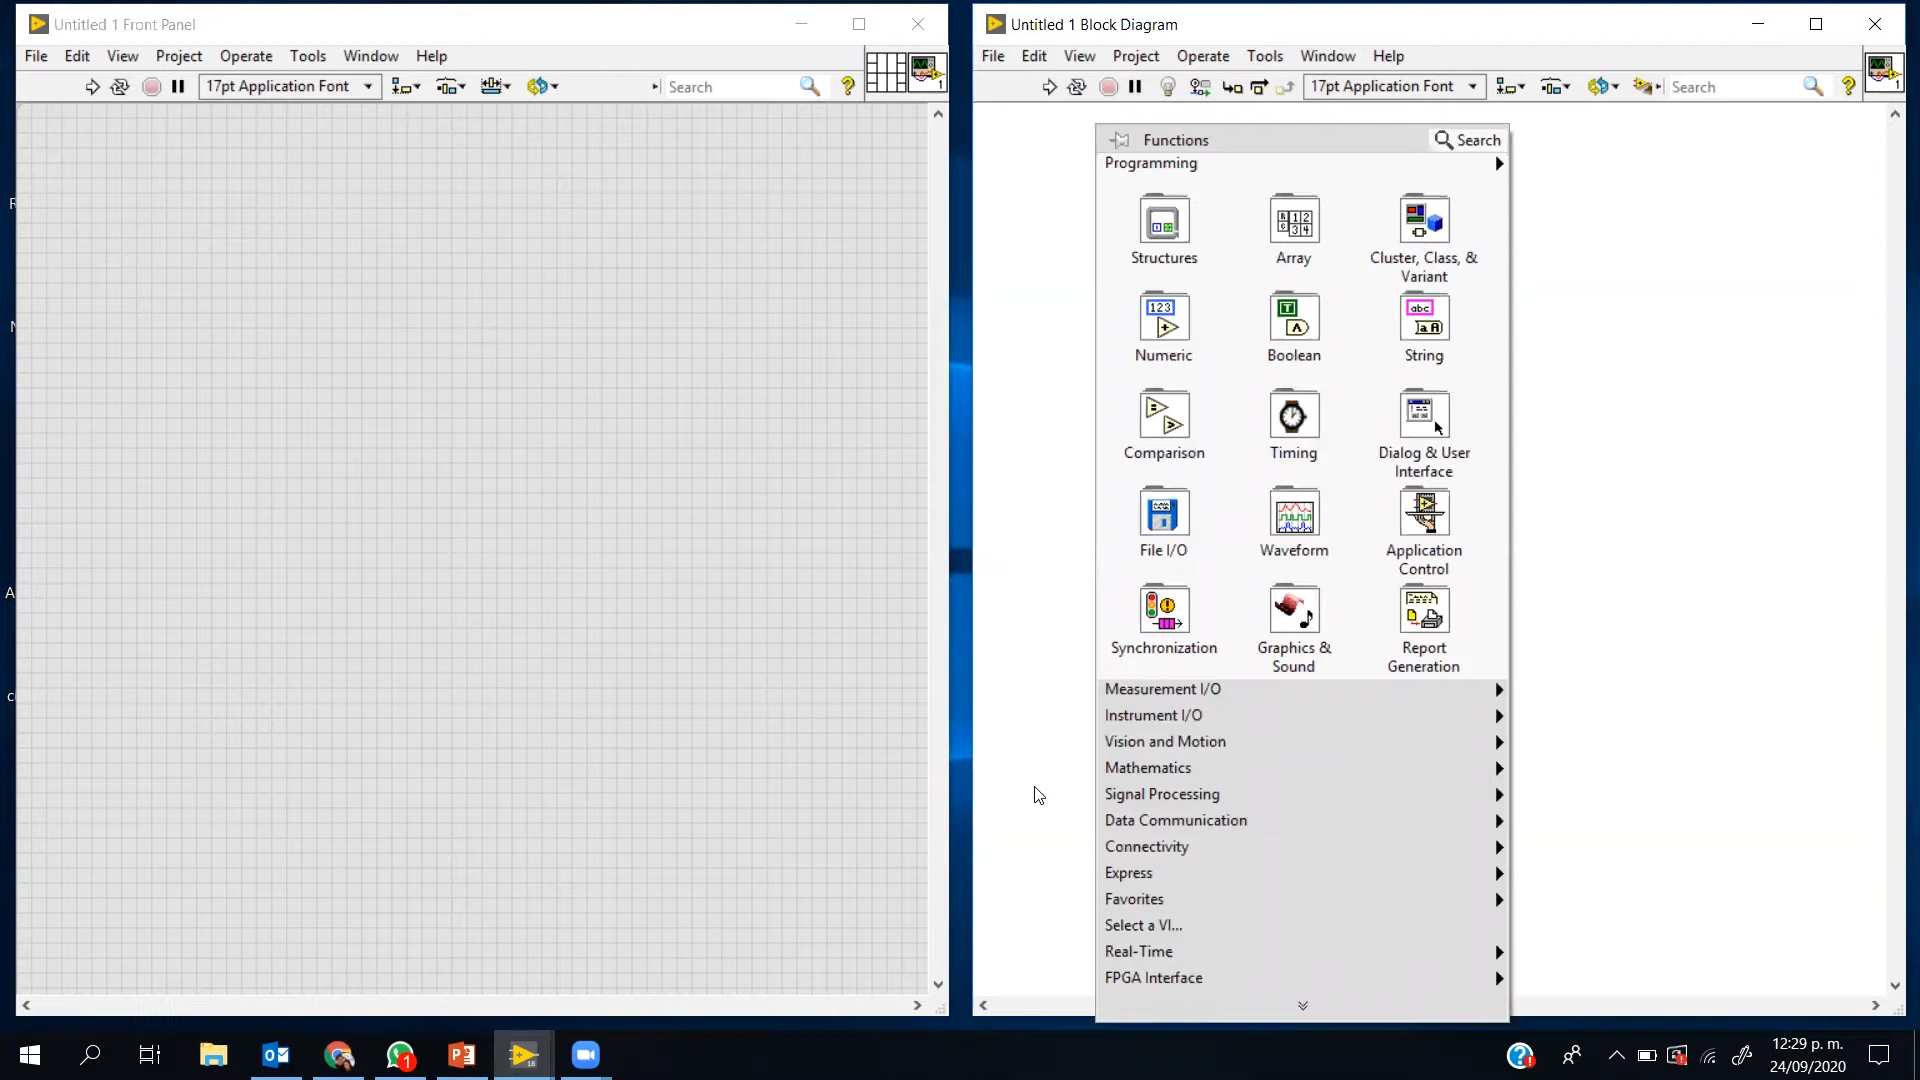 Untitled 1 Front Panel
File Edit View Project Operate Tools Window Help
17pt Application Font Search
Untitled 1 Block Diagram
File Edit View Project Operate Tools Window Help
17pt Application Font Search
1
1
Functions Search
Programming
Structures Array Cluster, Class, &
Variant
Numeric Boolean String
Comparison Timing Dialog & User
Interface
File I/O Waveform Application
Control
Synchronization Graphics & Report
Sound Generation
Measurement I/O
Instrument I/O
Vision and Motion
Mathematics
Signal Processing
Data Communication
Connectivity
Express
Favorites
Select a VI...
Real-Time
FPGA Interface
12:29 p. m.
24/09/2020